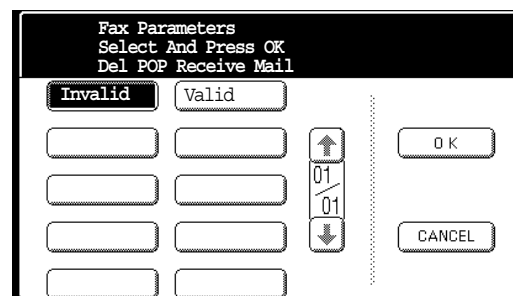 Fax Parameters
Select And Press OK
Del POP Receive Mail
Invalid Valid
OK
01
01
CANCEL